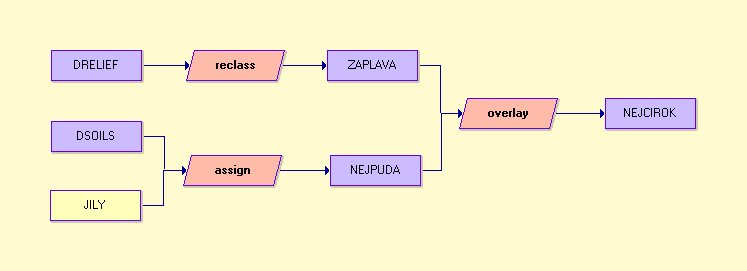 DRELIEF
reclass
ZAPLAVA
DSOILS
JILY
assign
NEJPUDA
overlay
NEJCIROK